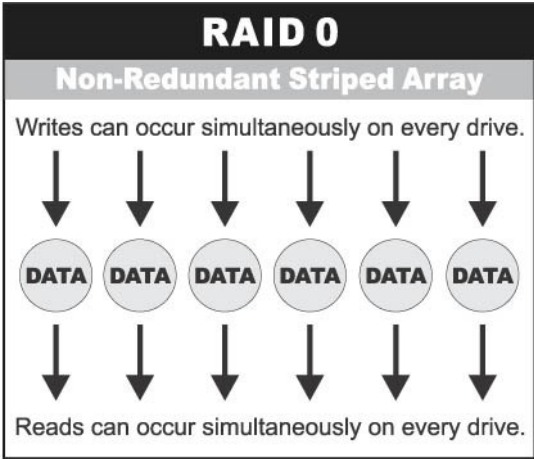 RAID 0
Non-Redundant Striped Array
Writes can occur simultaneously on every drive.
DATA DATA DATA DATA DATA DATA
Reads can occur simultaneously on every drive.